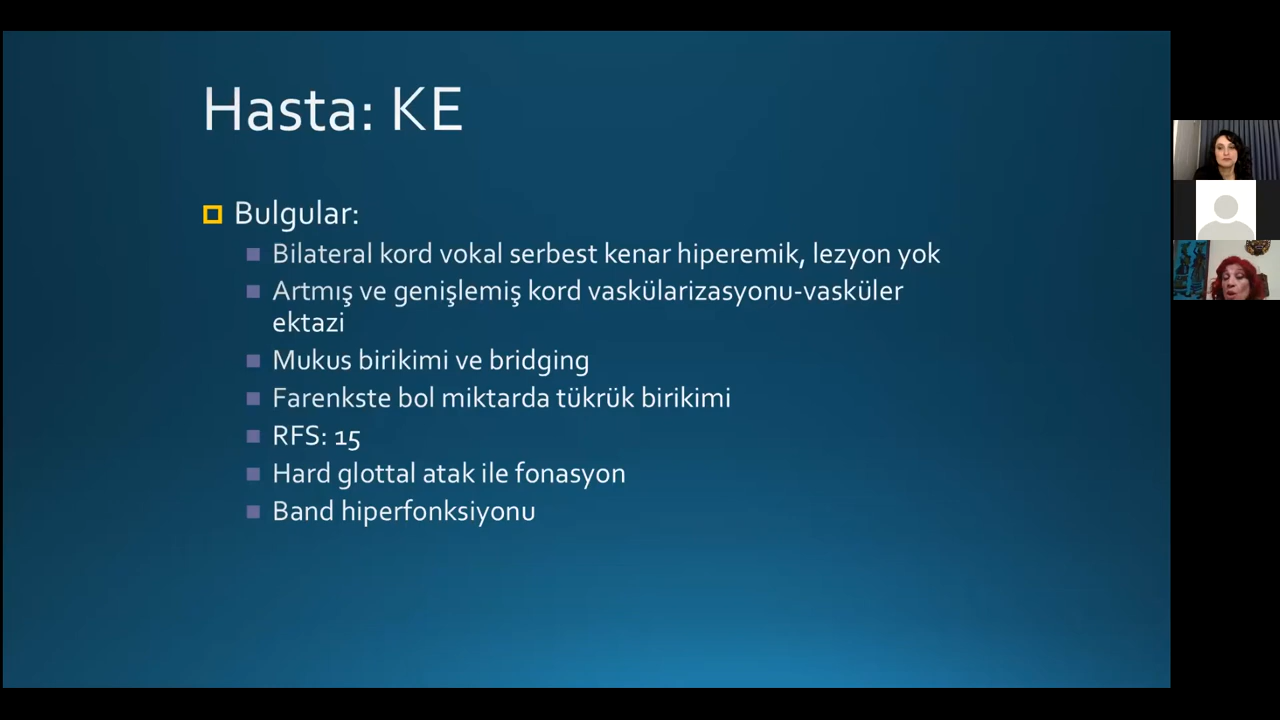 Hasta: KE
Bulgular:
Bilateral kord vokal serbest kenar hiperemik, lezyon yok
Artmış ve genişlemiş kord vaskülarizasyonu-vasküler
ektazi
Mukus birikimi ve bridging
Farenkste bol miktarda tükrük birikimi
RFS: 15
Hard glottal atak ile fonasyon
Band hiperfonksiyonu